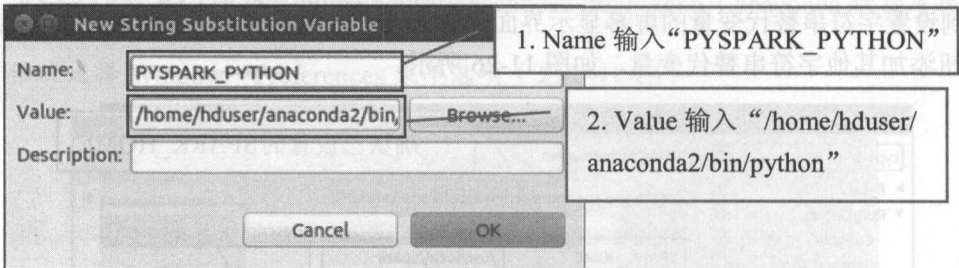 New String Substitution Variable
1. Name 输入“PYSPARK_PYTHON”
Name:
PYSPARK_PYTHON
Value:
/home/hduser/anaconda2/bin,
Browse...
2. Value 输入“/home/hduser/
anaconda2/bin/python”
Description:
Cancel
OK